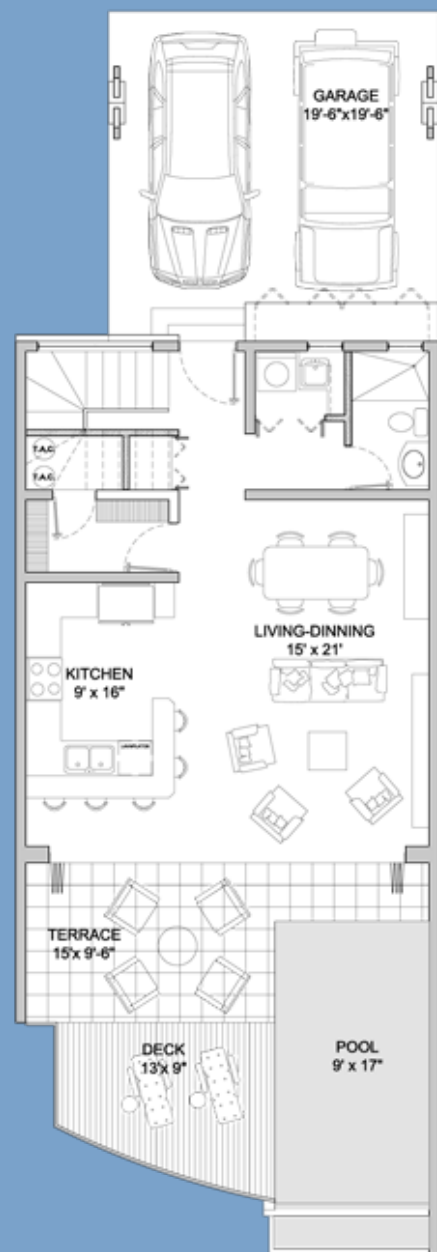 GARAGE
19'-6"x19'-6"
T.A.C.
T.A.C.
LIVING-DINNING
15' x 21'
KITCHEN
9' x 16"
LAVAPLATOS
TERRACE
15'x 9'-6"
DECK
13'x 9"
POOL
9' x 17"